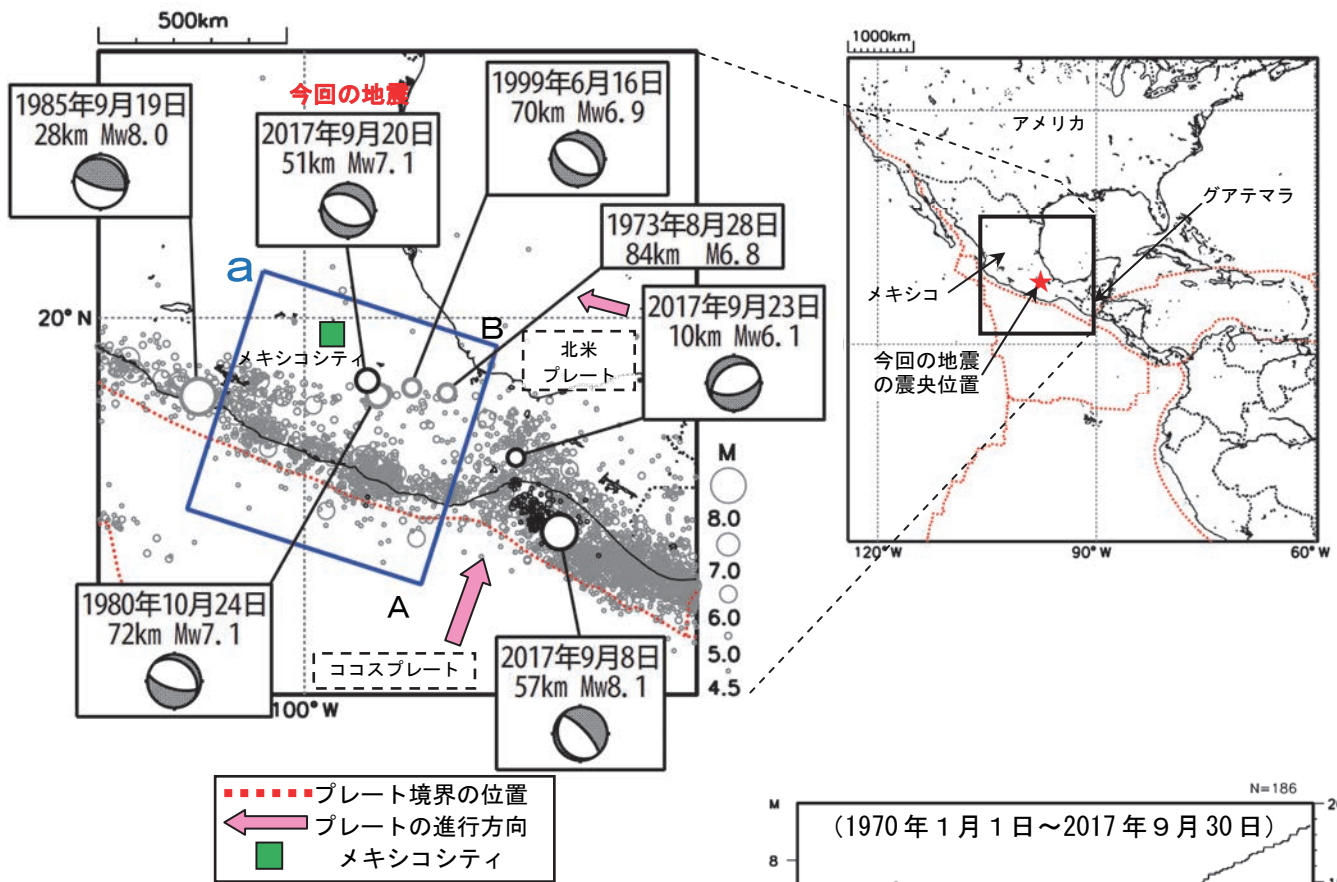 500km
1985年9月19日
28km Mw8.0
今回の地震
2017年9月20日
51km Mw7.1
1999年6月16日
70km Mw6.9
1973年8月28日
84km M6.8
2017年9月23日
10km Mw6.1
a
B
20°N
メキシコシティ
北米
プレート
M
8.0
7.0
6.0
5.0
4.5
A
1980年10月24日
72km Mw7.1
ココスプレート
2017年9月8日
57km Mw8.1
100°W
プレート境界の位置
プレートの進行方向
メキシコシティ
1000km
アメリカ
グアテマラ
メキシコ
今回の地震
の震央位置
120°W
90°W
60°W
N=186
M
(1970年1月1日～2017年9月30日)
8